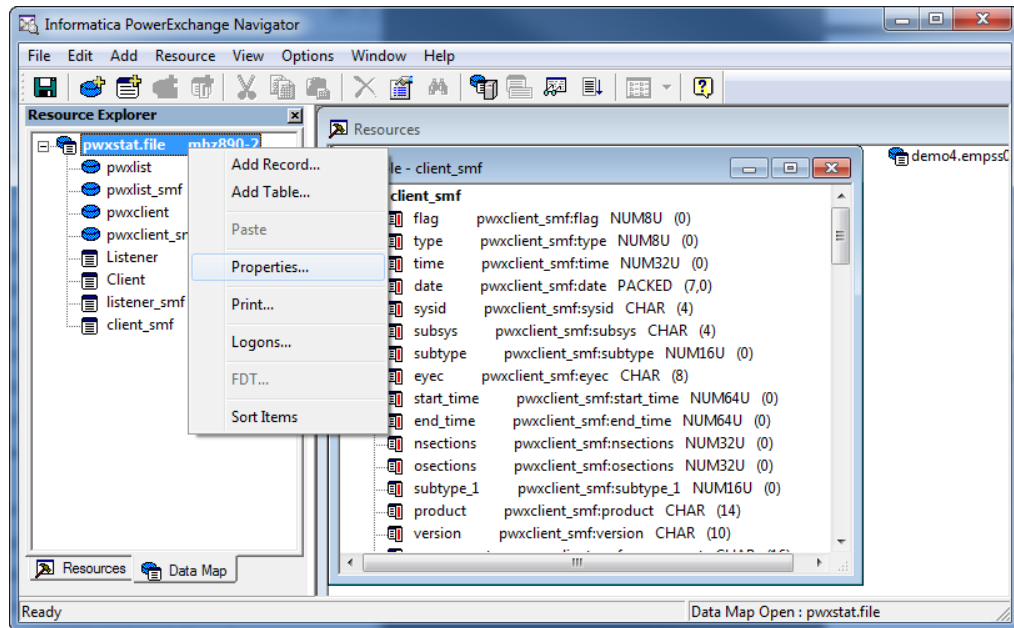 Informatica PowerExchange Navigator
File Edit Add Resource View Options Window Help
Resource Explorer
pwxstat.file mhz890-2
pwxlist
pwxlist_smf
pwxclient
Listener
Client
listener_smf
client_smf
Resources Data Map
Add Record...
Add Table...
Paste
Properties...
Print...
Logons...
FDT...
Sort Items
Resources
- client_smf
client_smf
flag pwxclient_smf:flag NUM8U (0)
type pwxclient_smf:type NUM8U (0)
time pwxclient_smf:time NUM32U (0)
date pwxclient_smf:date PACKED (7,0)
sysid pwxclient_smf:sysid CHAR (4)
subsys pwxclient_smf:subsys CHAR (4)
subtype pwxclient_smf:subtype NUM16U (0)
eyec pwxclient_smf:eyec CHAR (8)
start_time pwxclient_smf:start_time NUM64U (0)
end_time pwxclient_smf:end_time NUM64U (0)
nsections pwxclient_smf:nsections NUM32U (0)
osections pwxclient_smf:osections NUM32U (0)
subtype_1 pwxclient_smf:subtype_1 NUM16U (0)
product pwxclient_smf:product CHAR (14)
version pwxclient_smf:version CHAR (10)
Ready
Data Map Open : pwxstat.file